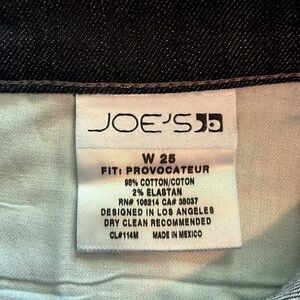 JOE'S
W 25
FIT: PROVOCATEUR
98% COTTON/COTON
2% ELASTAN
RN# 106214 CA# 35037
DESIGNED IN LOS ANGELES
DRY CLEAN RECOMMENDED
CL#114M MADE IN MEXICO